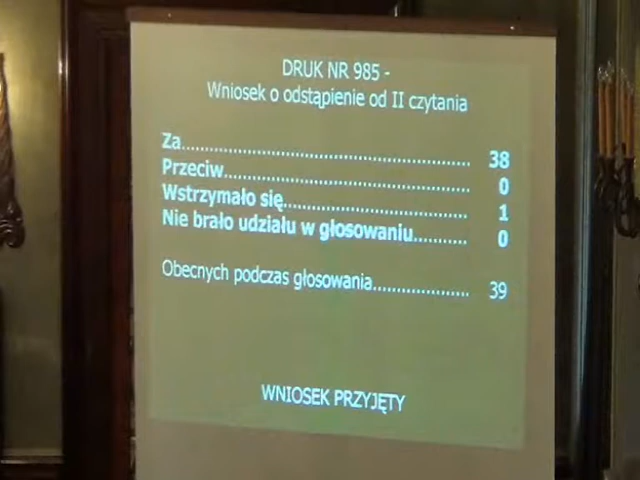 DRUK NR 985 -
Wniosek o odstąpienie od II czytania
Za.......................................................... 38
Przeciw.................................................. 0
Wstrzymało się...................................... 1
Nie brało udziału w głosowaniu........... 0
Obecnych podczas głosowania.................. 39
WNIOSEK PRZYJĘTY